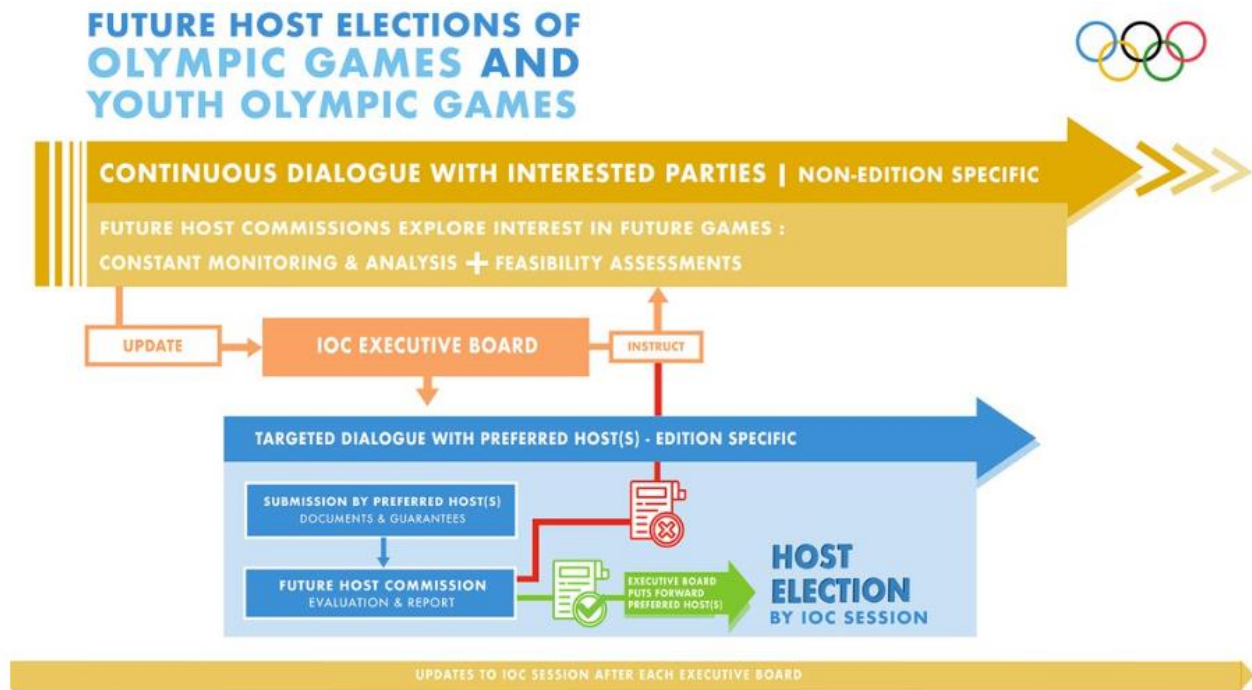 FUTURE HOST ELECTIONS OF
OLYMPIC GAMES AND
YOUTH OLYMPIC GAMES
CONTINUOUS DIALOGUE WITH INTERESTED PARTIES | NON-EDITION SPECIFIC
FUTURE HOST COMMISSIONS EXPLORE INTEREST IN FUTURE GAMES :
CONSTANT MONITORING & ANALYSIS + FEASIBILITY ASSESSMENTS
UPDATE
IOC EXECUTIVE BOARD
INSTRUCT
TARGETED DIALOGUE WITH PREFERRED HOST(S) - EDITION SPECIFIC
SUBMISSION BY PREFERRED HOST(S)
DOCUMENTS & GUARANTEES
FUTURE HOST COMMISSION
EVALUATION & REPORT
EXECUTIVE BOARD
PUTS FORWARD
PREFERRED HOST(S)
HOST
ELECTION
BY IOC SESSION
UPDATES TO IOC SESSION AFTER EACH EXECUTIVE BOARD